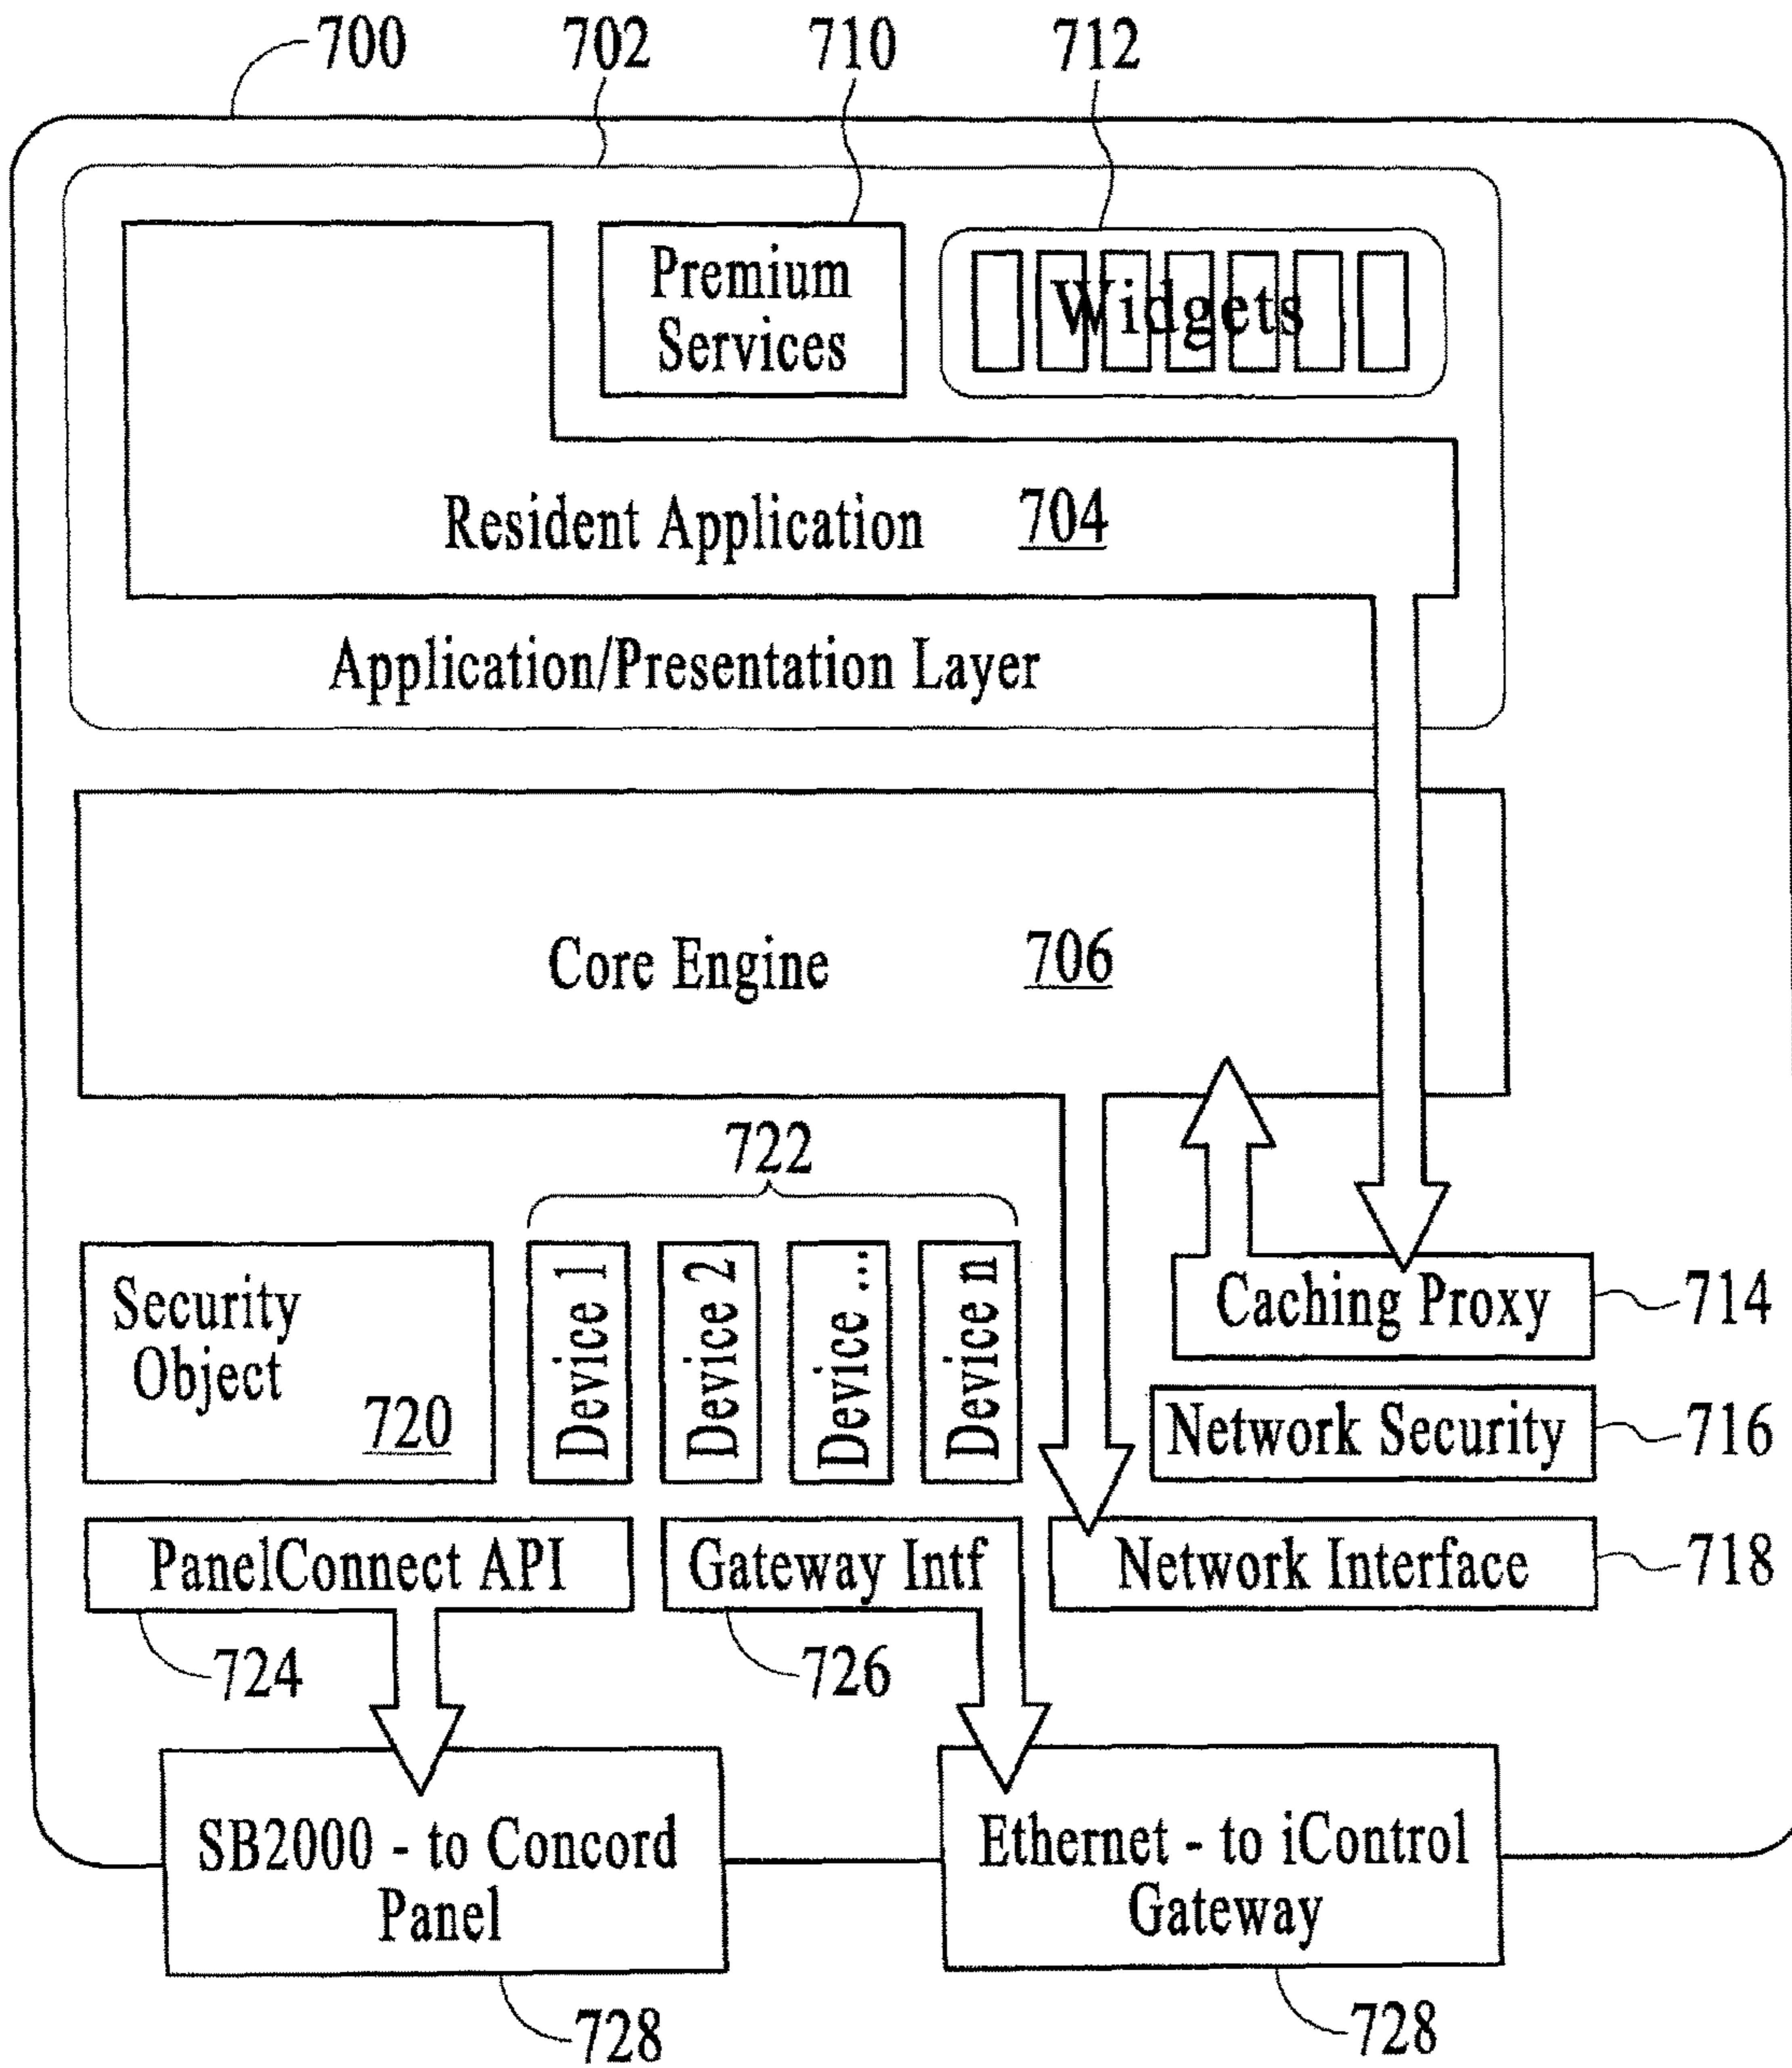 700
702
710
712
Premium
Services
Widgets
Resident Application 704
Application/Presentation Layer
Core Engine 706
722
Security
Object
720
Device 1
Device 2
Device ...
Device n
Caching Proxy
714
Network Security
716
PanelConnect API
Gateway Intf
Network Interface
718
724
726
SB2000 - to Concord
Panel
Ethernet - to iControl
Gateway
728
728